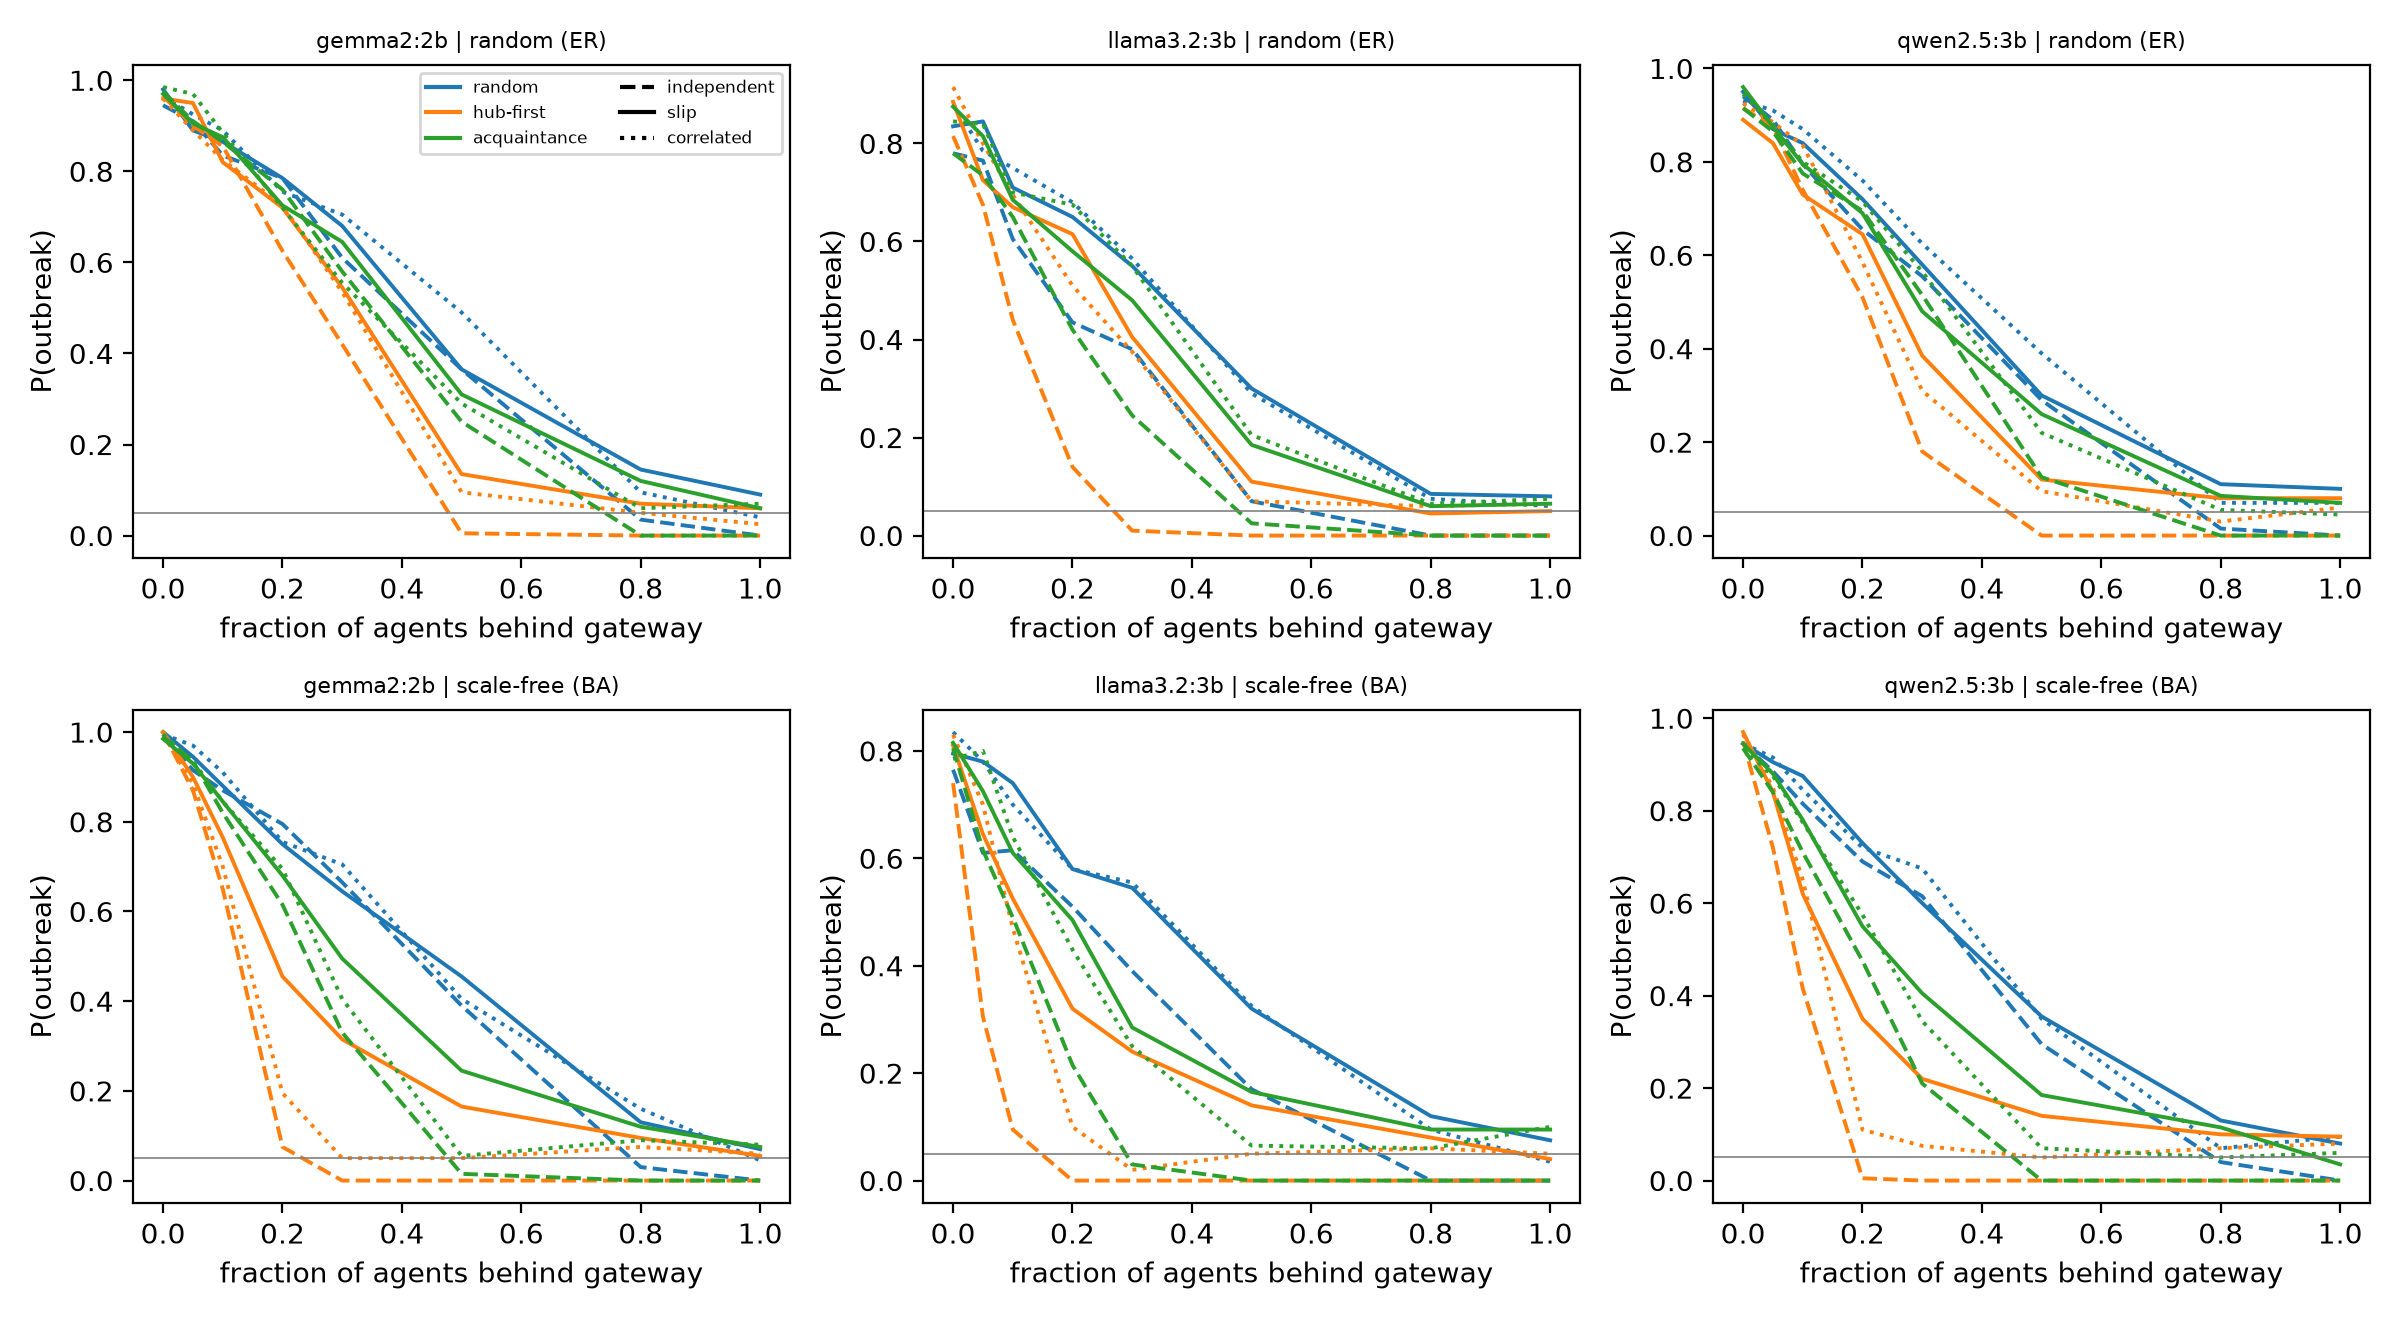 gemma2:2b | random (ER)
llama3.2:3b | random (ER)
qwen2.5:3b | random (ER)
random
hub-first
acquaintance
independent
slip
correlated
P(outbreak)
1.0
0.8
0.6
0.4
0.2
0.0
0.0 0.2 0.4 0.6 0.8 1.0
fraction of agents behind gateway
P(outbreak)
0.8
0.6
0.4
0.2
0.0
0.0 0.2 0.4 0.6 0.8 1.0
fraction of agents behind gateway
P(outbreak)
1.0
0.8
0.6
0.4
0.2
0.0
0.0 0.2 0.4 0.6 0.8 1.0
fraction of agents behind gateway
gemma2:2b | scale-free (BA)
llama3.2:3b | scale-free (BA)
qwen2.5:3b | scale-free (BA)
P(outbreak)
1.0
0.8
0.6
0.4
0.2
0.0
0.0 0.2 0.4 0.6 0.8 1.0
fraction of agents behind gateway
P(outbreak)
0.8
0.6
0.4
0.2
0.0
0.0 0.2 0.4 0.6 0.8 1.0
fraction of agents behind gateway
P(outbreak)
1.0
0.8
0.6
0.4
0.2
0.0
0.0 0.2 0.4 0.6 0.8 1.0
fraction of agents behind gateway